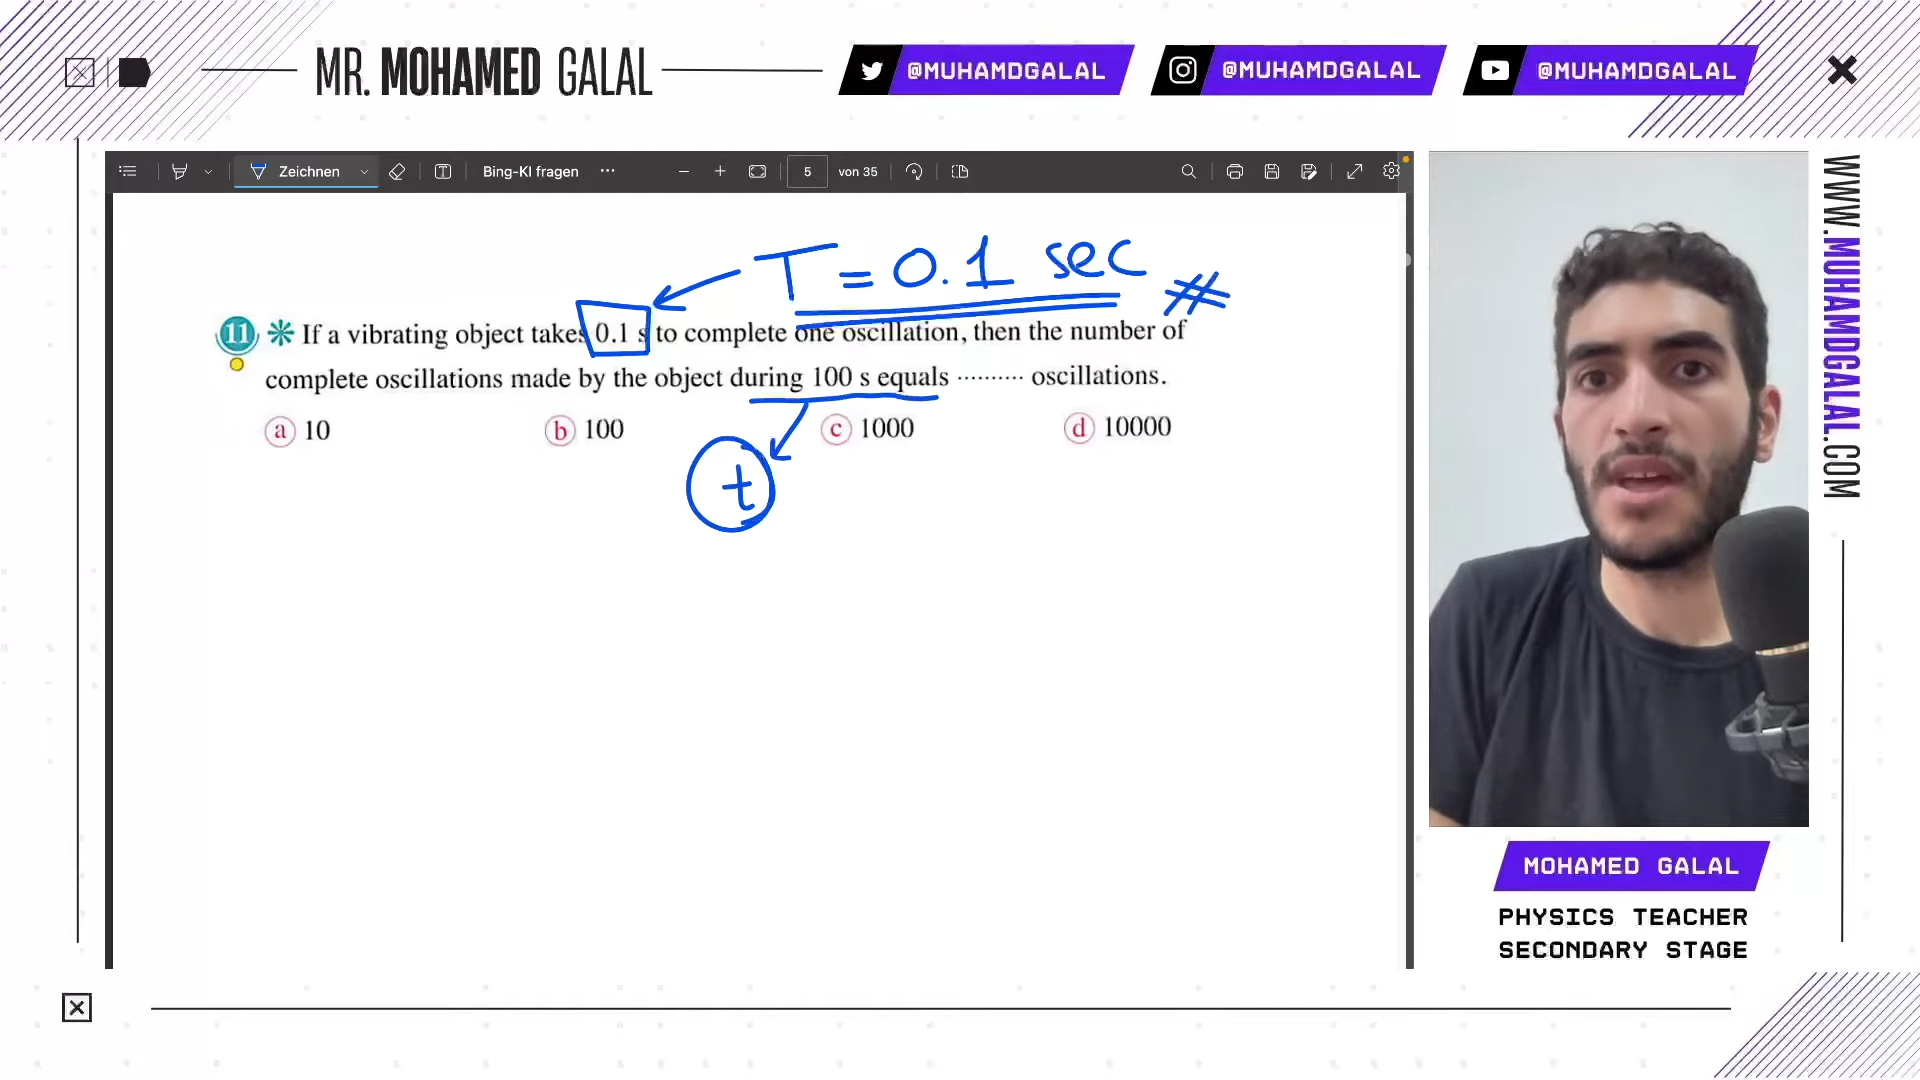 MR. MOHAMED GALAL
@MUHAMDGALAL
@MUHAMDGALAL
@MUHAMDGALAL
Zeichnen
Bing-KI fragen
5
von 35
T = 0.1 sec
11 If a vibrating object takes 0.1 s to complete one oscillation, then the number of
complete oscillations made by the object during 100 s equals ·········· oscillations.
a 10
b 100
c 1000
d 10000
t
WWW.MUHAMDGALAL.COM
MOHAMED GALAL
PHYSICS TEACHER
SECONDARY STAGE